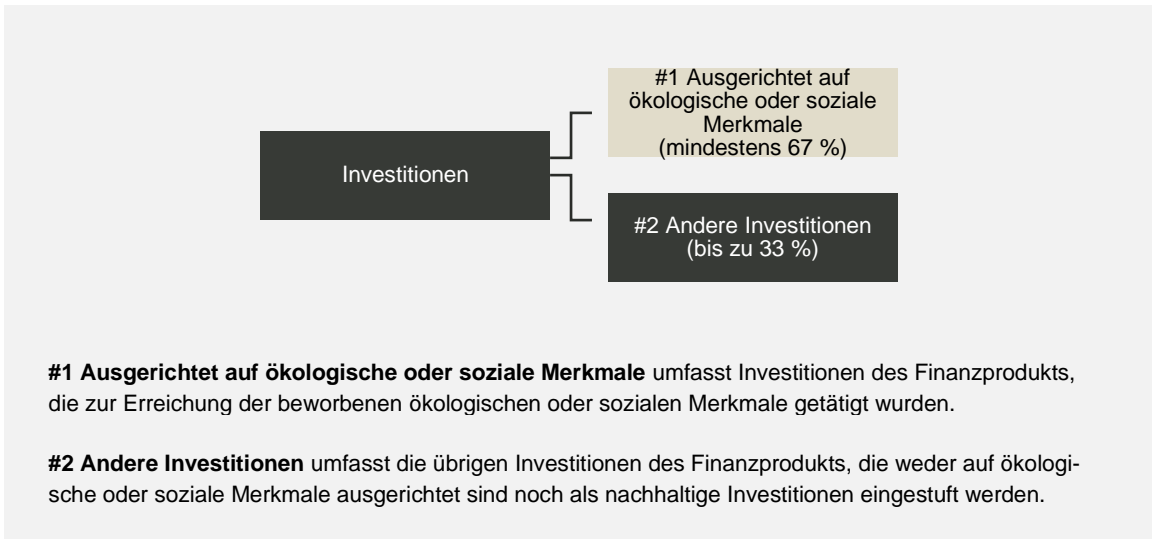 #1 Ausgerichtet auf
ökologische oder soziale
Merkmale
(mindestens 67 %)
Investitionen
#2 Andere Investitionen
(bis zu 33 %)
#1 Ausgerichtet auf ökologische oder soziale Merkmale umfasst Investitionen des Finanzprodukts,
die zur Erreichung der beworbenen ökologischen oder sozialen Merkmale getätigt wurden.
#2 Andere Investitionen umfasst die übrigen Investitionen des Finanzprodukts, die weder auf ökologi-
sche oder soziale Merkmale ausgerichtet sind noch als nachhaltige Investitionen eingestuft werden.